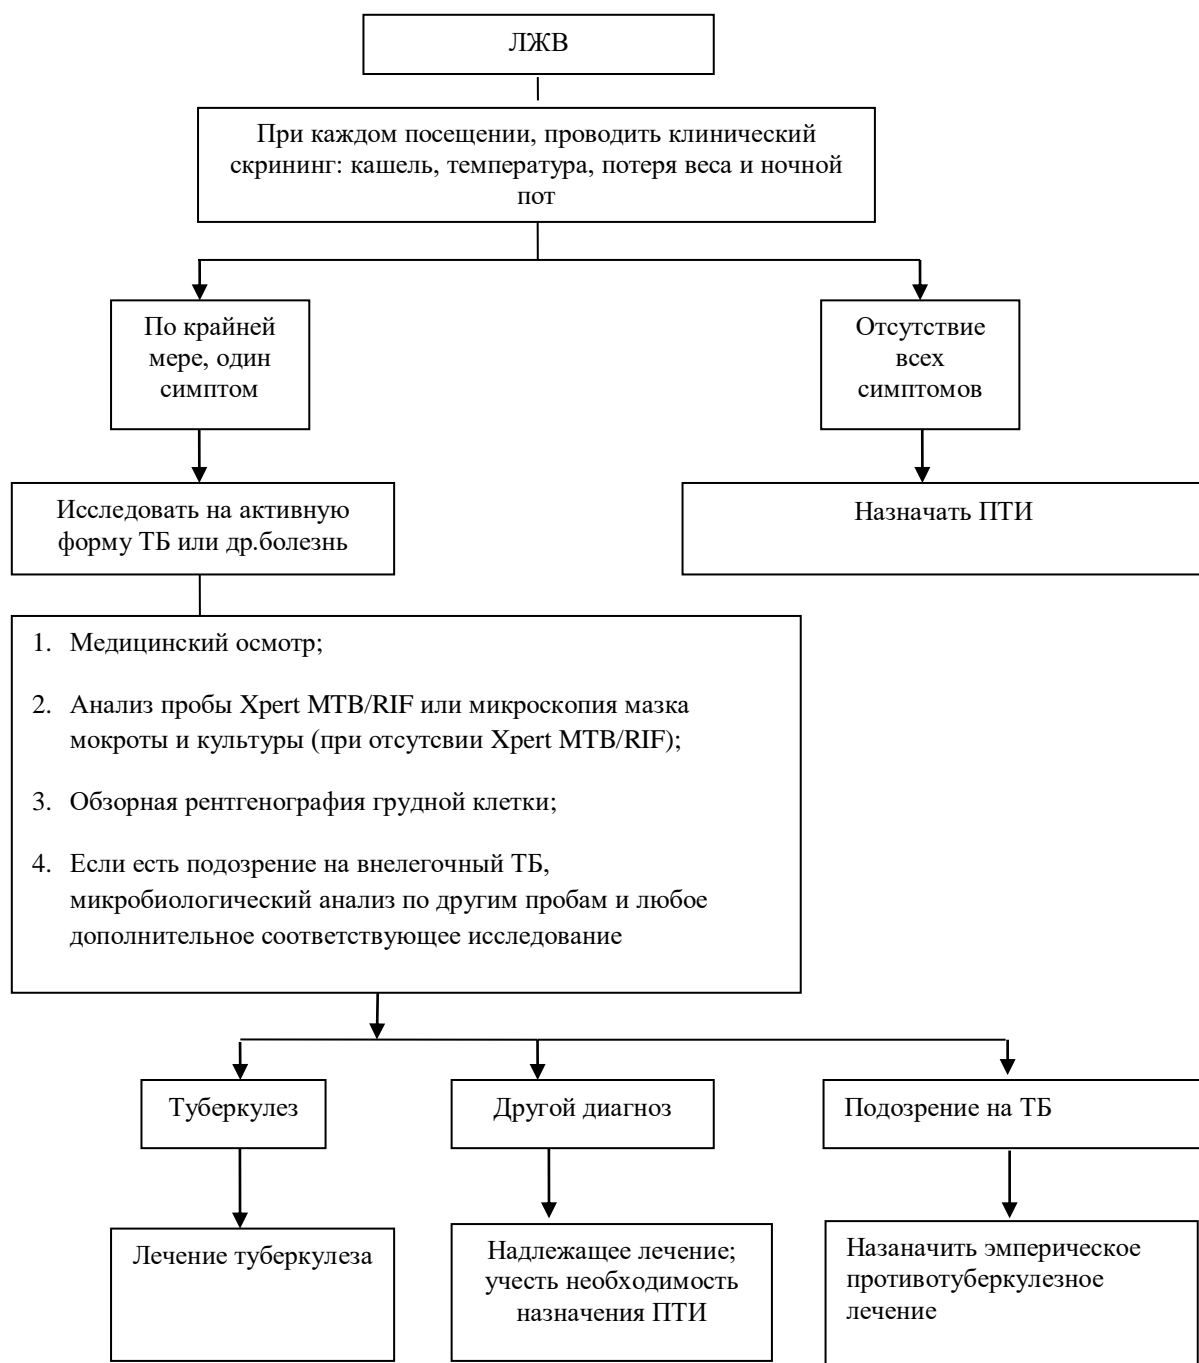 ЛЖВ
При каждом посещении, проводить клинический
скрининг: кашель, температура, потеря веса и ночной
пот
По крайней
мере, один
симптом
Отсутствие
всех
симптомов
Исследовать на активную
форму ТБ или др.болезнь
Назначать ПТИ
1. Медицинский осмотр;
2. Анализ пробы Xpert MTB/RIF или микроскопия мазка
мокроты и культуры (при отсутсвии Xpert MTB/RIF);
3. Обзорная рентгенография грудной клетки;
4. Если есть подозрение на внелегочный ТБ,
микробиологический анализ по другим пробам и любое
дополнительное соответствующее исследование
Туберкулез
Другой диагноз
Подозрение на ТБ
Лечение туберкулеза
Надлежащее лечение;
учесть необходимость
назначения ПТИ
Назаначить эмперическое
противотуберкулезное
лечение